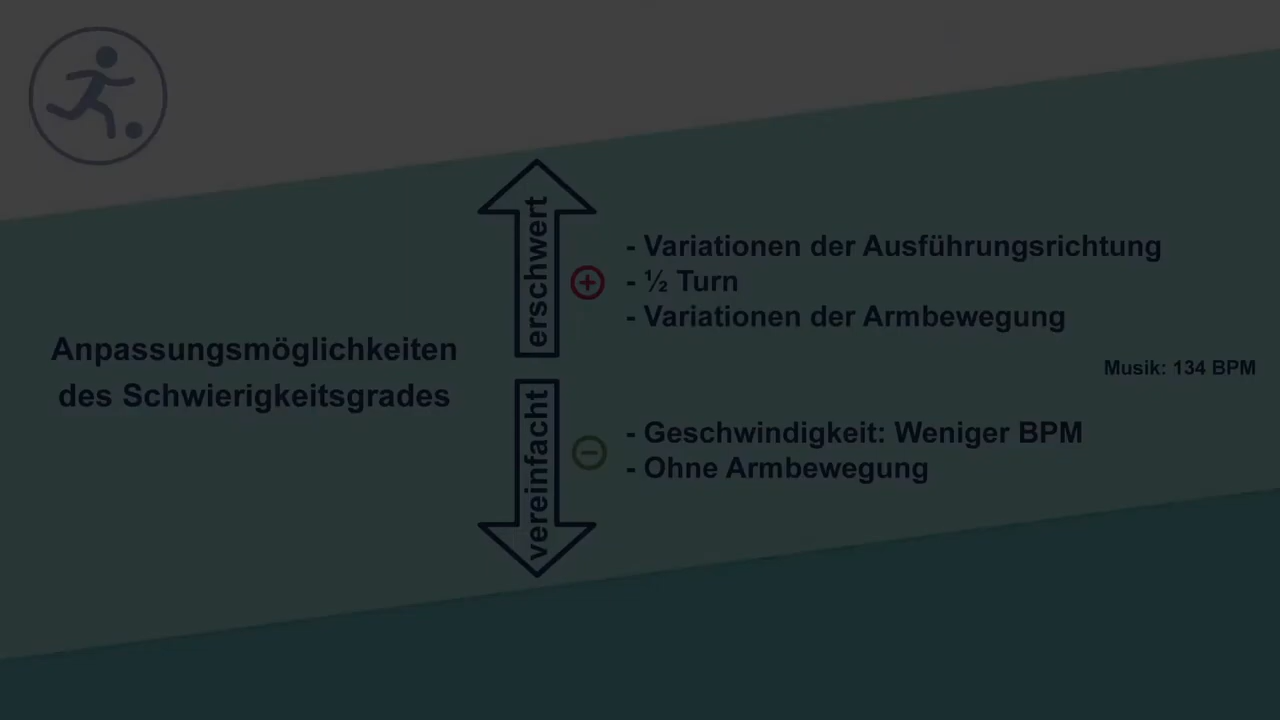 Anpassungsmöglichkeiten
des Schwierigkeitsgrades
erschwert
- Variationen der Ausführungsrichtung
- ½ Turn
- Variationen der Armbewegung
Musik: 134 BPM
vereinfacht
- Geschwindigkeit: Weniger BPM
- Ohne Armbewegung